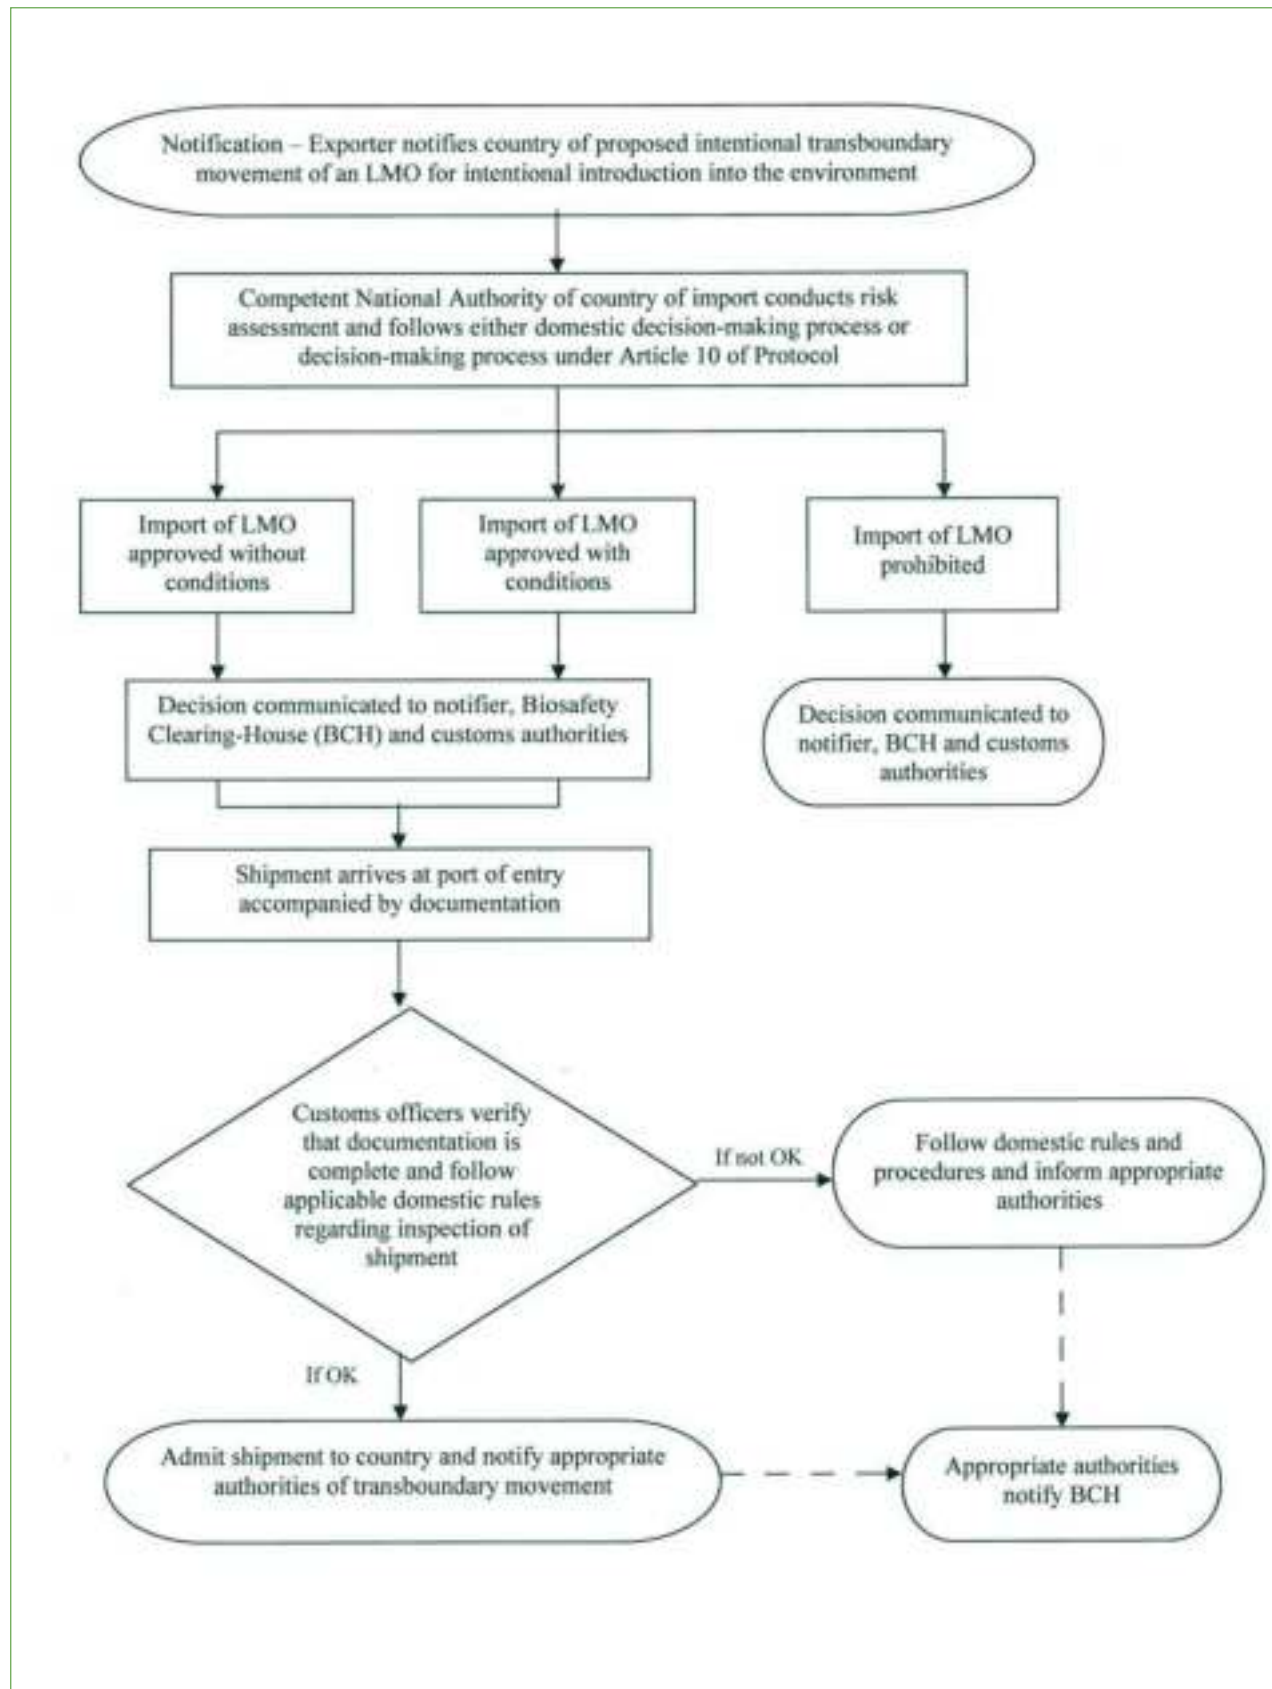 Notification – Exporter notifies country of proposed intentional transboundary
movement of an LMO for intentional introduction into the environment
Competent National Authority of country of import conducts risk
assessment and follows either domestic decision-making process or
decision-making process under Article 10 of Protocol
Import of LMO
approved without
conditions
Import of LMO
approved with
conditions
Import of LMO
prohibited
Decision communicated to notifier, Biosafety
Clearing-House (BCH) and customs authorities
Decision communicated to
notifier, BCH and customs
authorities
Shipment arrives at port of entry
accompanied by documentation
Customs officers verify
that documentation is
complete and follow
applicable domestic rules
regarding inspection of
shipment
If not OK
Follow domestic rules and
procedures and inform appropriate
authorities
If OK
Admit shipment to country and notify appropriate
authorities of transboundary movement
Appropriate authorities
notify BCH